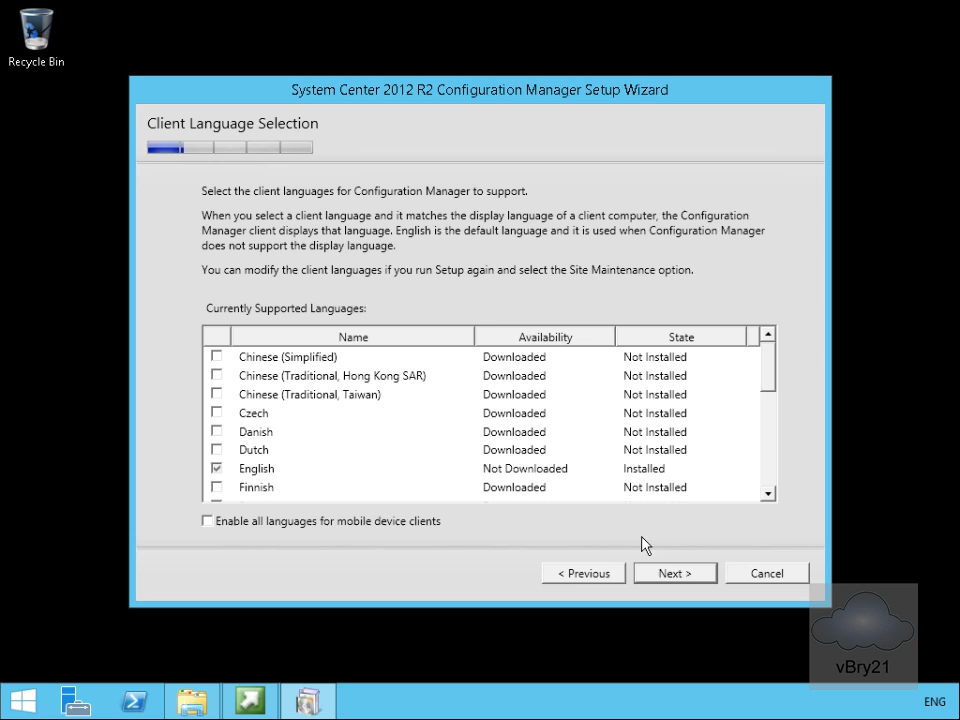 Recycle Bin
System Center 2012 R2 Configuration Manager Setup Wizard
Client Language Selection
Select the client languages for Configuration Manager to support.
When you select a client language and it matches the display language of a client computer, the Configuration
Manager client displays that language. English is the default language and it is used when Configuration Manager
does not support the display language.
You can modify the client languages if you run Setup again and select the Site Maintenance option.
Currently Supported Languages:
Name Availability State
Chinese (Simplified) Downloaded Not Installed
Chinese (Traditional, Hong Kong SAR) Downloaded Not Installed
Chinese (Traditional, Taiwan) Downloaded Not Installed
Czech Downloaded Not Installed
Danish Downloaded Not Installed
Dutch Downloaded Not Installed
English Not Downloaded Installed
Finnish Downloaded Not Installed
Enable all languages for mobile device clients
< Previous Next > Cancel
vBry21
ENG